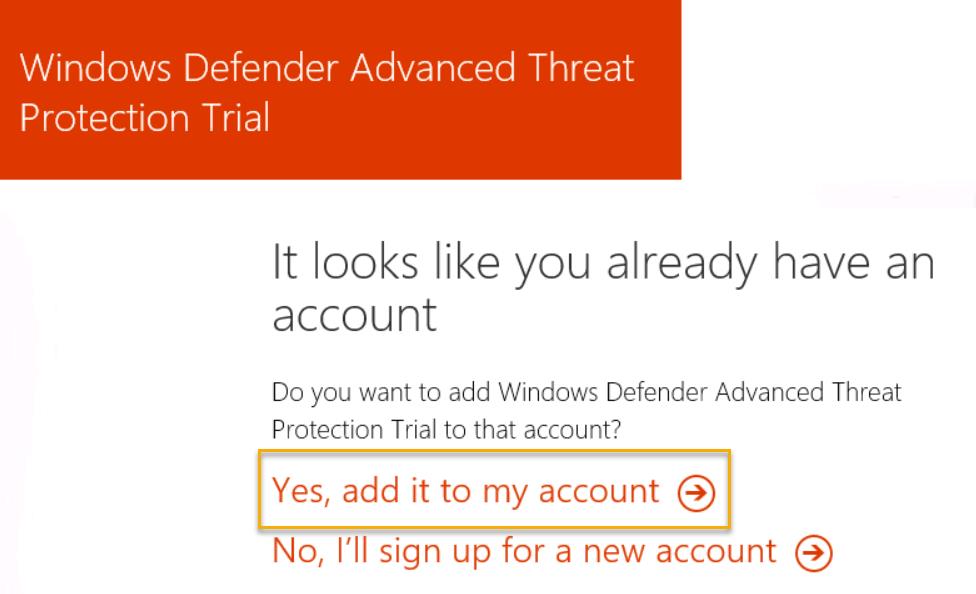 Windows Defender Advanced Threat
Protection Trial
It looks like you already have an
account
Do you want to add Windows Defender Advanced Threat
Protection Trial to that account?
Yes, add it to my account
No, I'll sign up for a new account